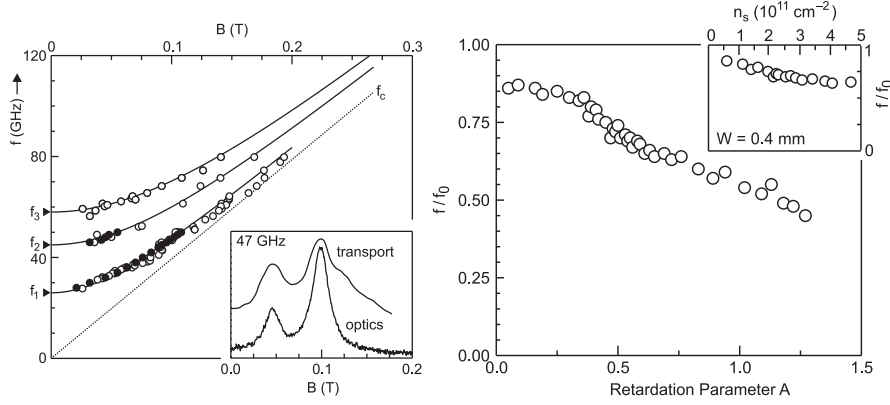 B (T)
0 0.1 0.2 0.3
120
80
40
0
f (GHz)
f3
f2
f1
fc
47 GHz
transport
optics
0.0 0.1 0.2
B (T)
ns (10^11 cm^−2)
0 1 2 3 4 5
1
0
f / f0
W = 0.4 mm
1.00
0.75
0.50
0.25
0.00
f/f0
0.0 0.5 1.0 1.5
Retardation Parameter A